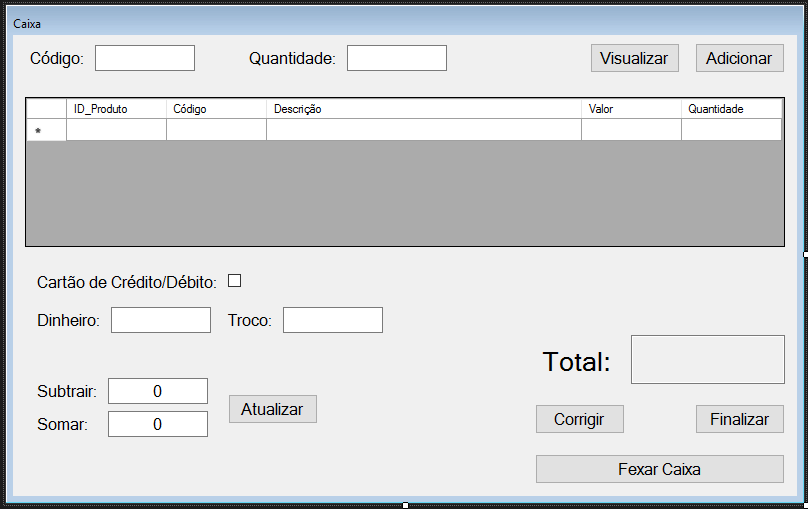 Caixa
Código: Quantidade: Visualizar Adicionar
ID_Produto Código Descrição Valor Quantidade
*
Cartão de Crédito/Débito:
Dinheiro: Troco:
Total:
Subtrair: 0
Atualizar
Somar: 0
Corrigir Finalizar
Fexar Caixa